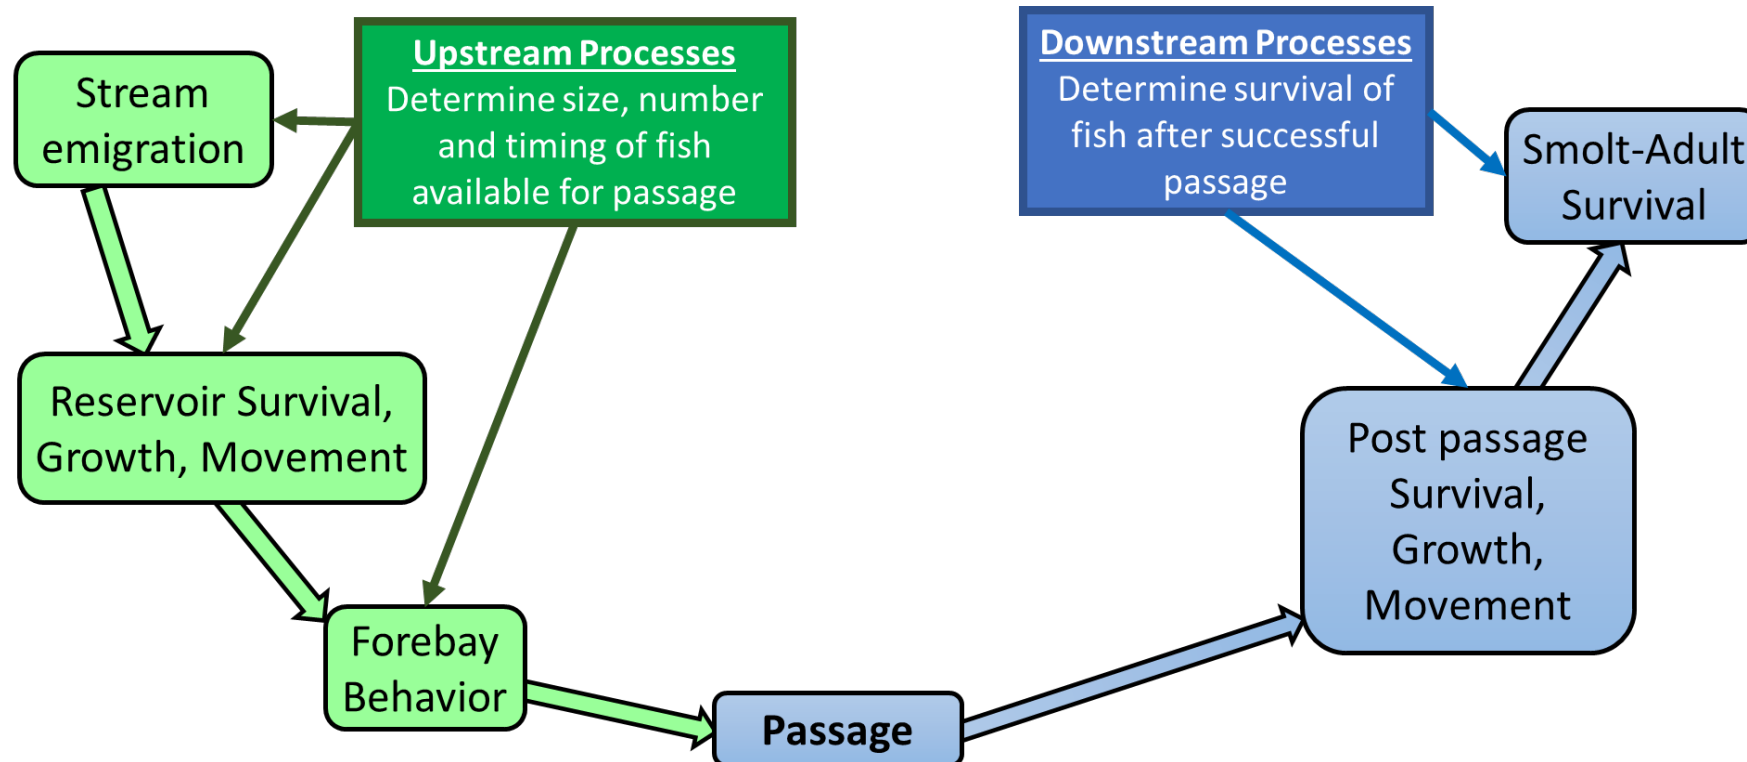 Stream
emigration
Upstream Processes
Determine size, number
and timing of fish
available for passage
Downstream Processes
Determine survival of
fish after successful
passage
Smolt-Adult
Survival
Reservoir Survival,
Growth, Movement
Post passage
Survival,
Growth,
Movement
Forebay
Behavior
Passage